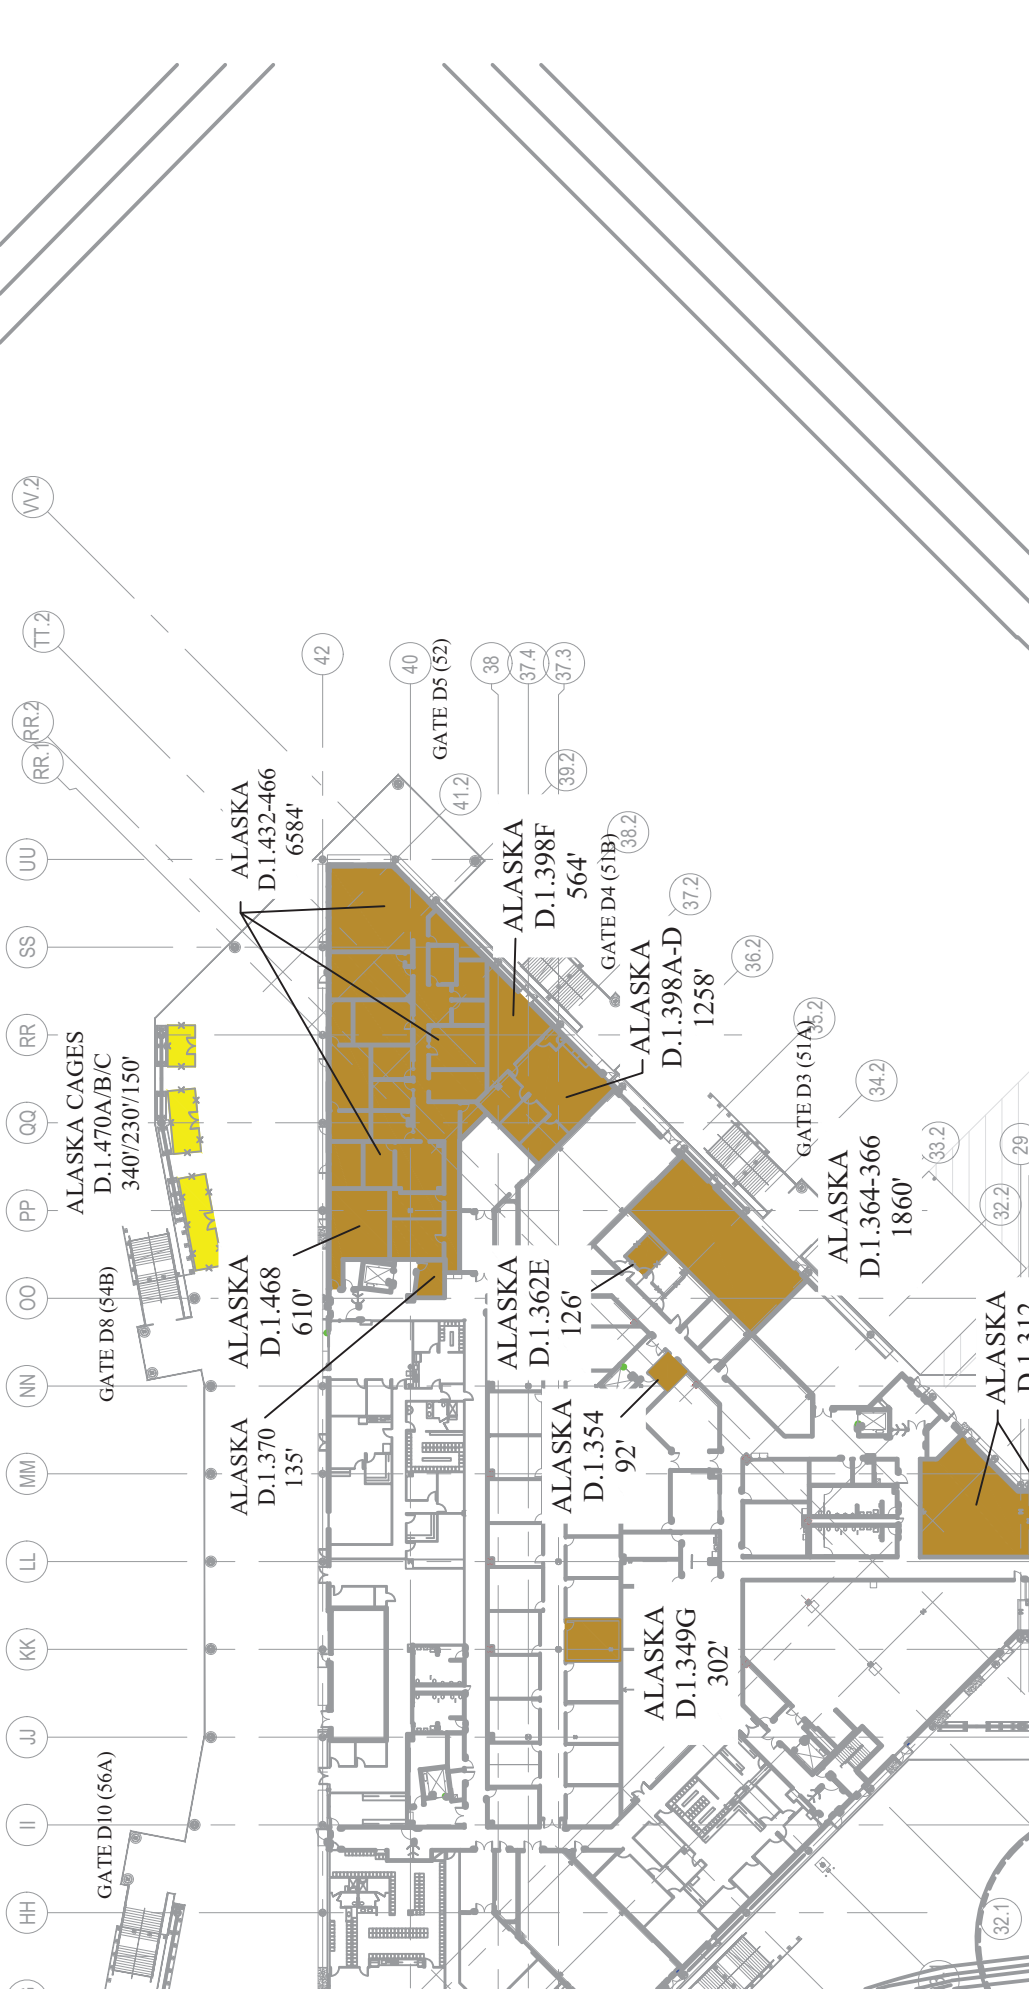 VV.2
TT.2
RR.2
RR.1
UU
SS
RR
QQ
PP
OO
NN
MM
LL
KK
JJ
II
HH
42
40
38
37.4
37.3
41.2
39.2
38.2
37.2
36.2
35.2
34.2
33.2
32.2
29
32.1
GATE D5 (52)
GATE D4 (51B)
GATE D3 (51A)
GATE D8 (54B)
GATE D10 (56A)
ALASKA
D.1.432-466
6584'
ALASKA
D.1.398F
564'
ALASKA
D.1.398A-D
1258'
ALASKA CAGES
D.1.470A/B/C
340'/230'/150'
ALASKA
D.1.364-366
1860'
ALASKA
D.1.468
610'
ALASKA
D.1.362E
126'
ALASKA
D.1.370
135'
ALASKA
D.1.354
92'
ALASKA
D.1.312
ALASKA
D.1.349G
302'